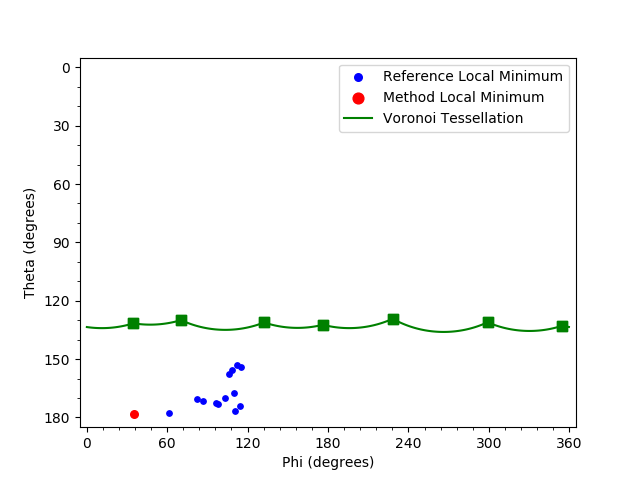 Reference Local Minimum
Method Local Minimum
Voronoi Tessellation
Theta (degrees)
0
30
60
90
120
150
180
0
60
120
180
240
300
360
Phi (degrees)